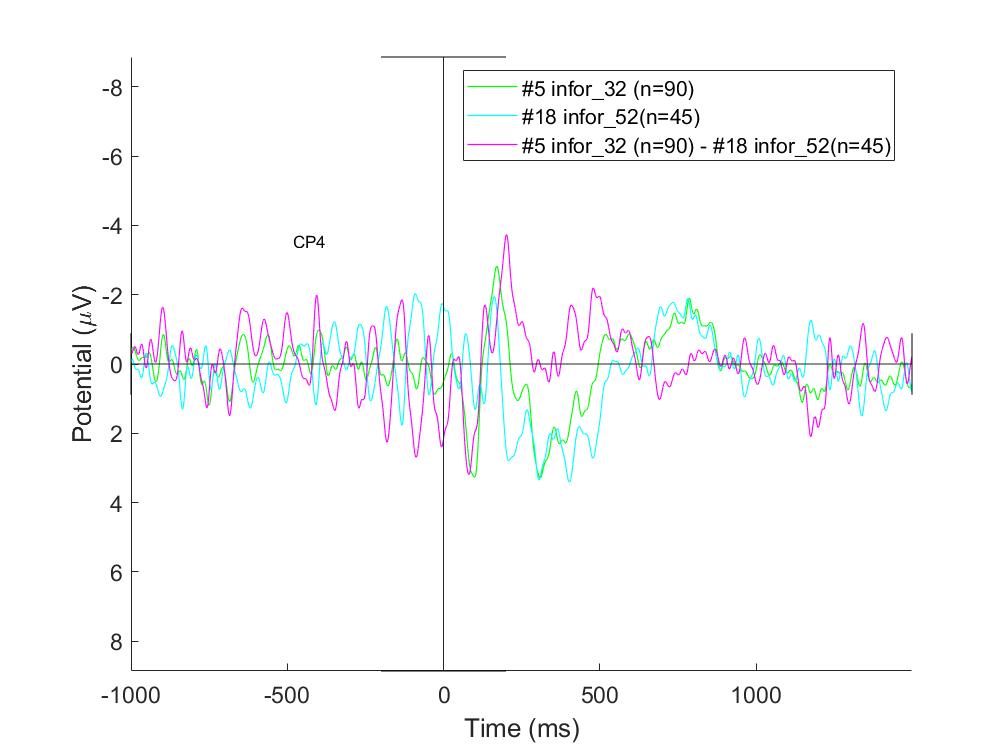 -8
#5 infor_32 (n=90)
#18 infor_52(n=45)
#5 infor_32 (n=90) - #18 infor_52(n=45)
-6
-4
CP4
-2
0
2
4
6
8
Potential (μV)
-1000 -500 0 500 1000
Time (ms)